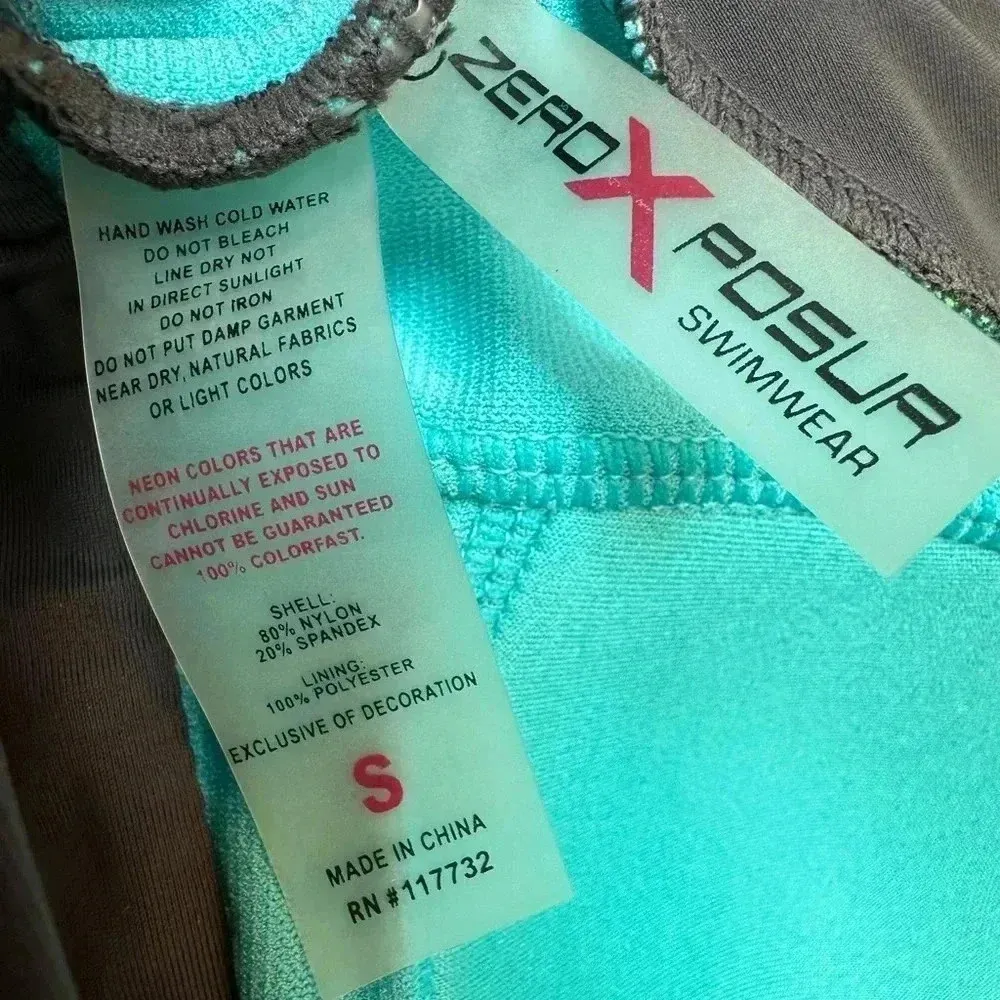 HAND WASH COLD WATER
DO NOT BLEACH
LINE DRY NOT
IN DIRECT SUNLIGHT
DO NOT IRON
DO NOT PUT DAMP GARMENT
NEAR DRY, NATURAL FABRICS
OR LIGHT COLORS
NEON COLORS THAT ARE
CONTINUALLY EXPOSED TO
CHLORINE AND SUN
CANNOT BE GUARANTEED
100% COLORFAST.
SHELL:
80% NYLON
20% SPANDEX
LINING:
100% POLYESTER
EXCLUSIVE OF DECORATION
S
MADE IN CHINA
RN #117732
ZEROXPOSUR
SWIMWEAR